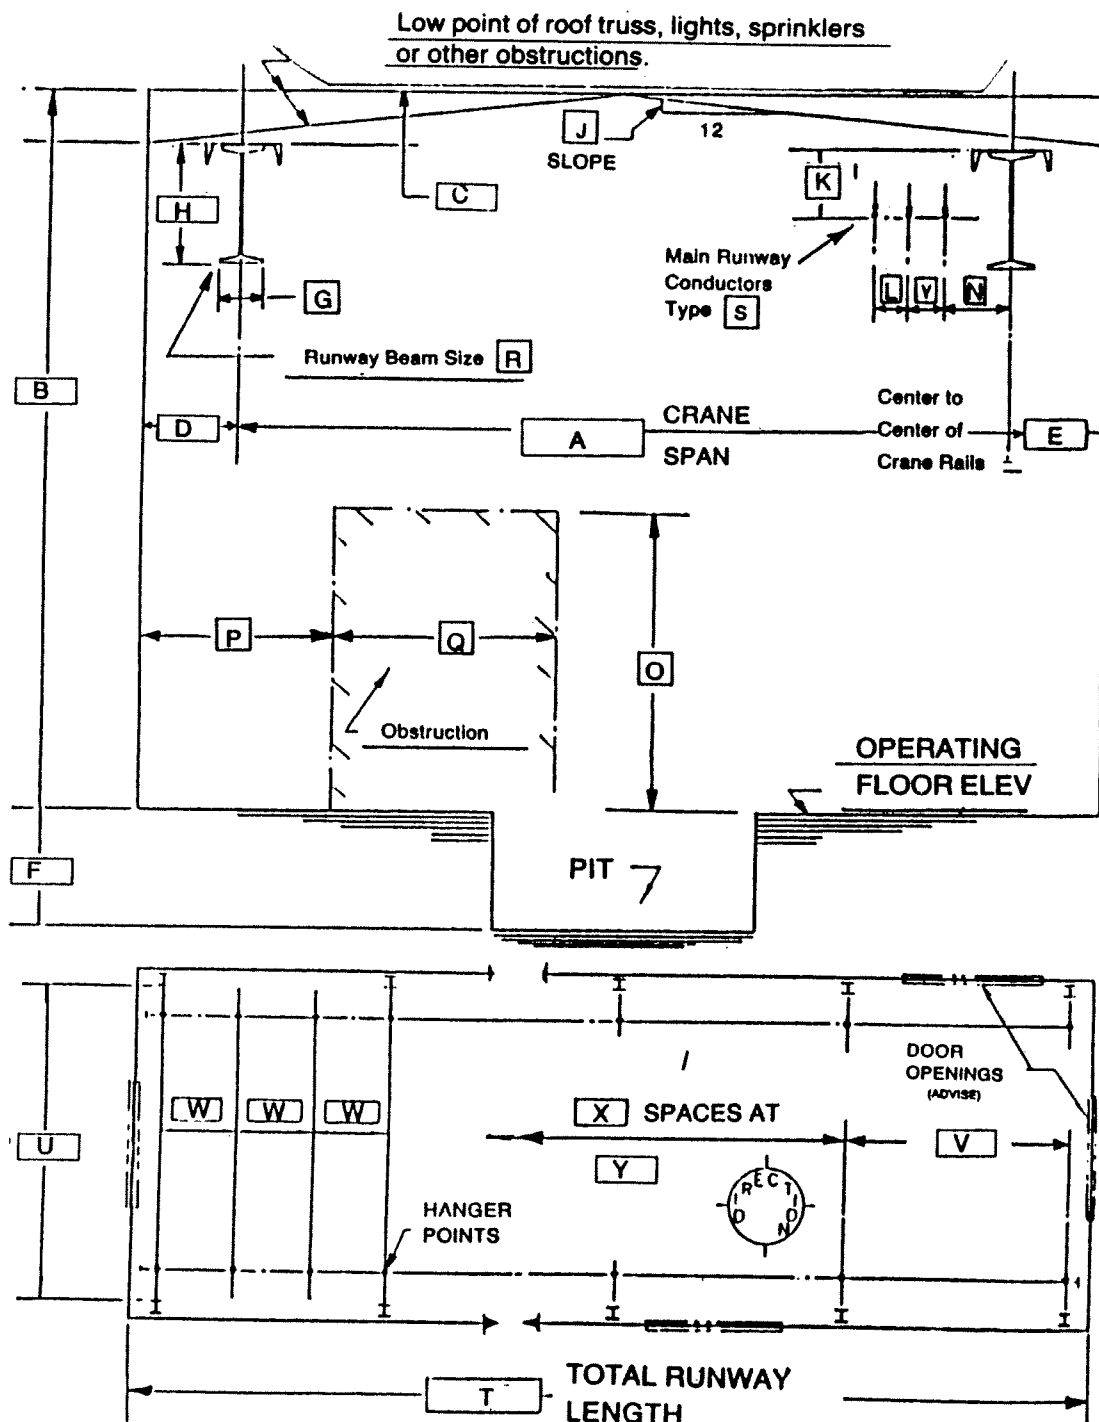 Low point of roof truss, lights, sprinklers
or other obstructions.
J
12
SLOPE
K
H
C
Main Runway
Conductors
Type S
L Y N
G
Runway Beam Size R
B
D
A
CRANE
SPAN
Center to
Center of
Crane Rails
E
P
Q
O
Obstruction
OPERATING
FLOOR ELEV
F
PIT
DOOR
OPENINGS
(ADVISE)
W W W
X SPACES AT
U
Y
V
DIRECTION
HANGER
POINTS
T
TOTAL RUNWAY
LENGTH